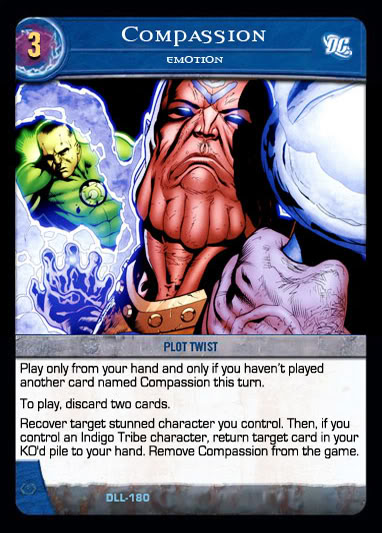 3
COMPASSION
EMOTION
DC
PLOT TWIST
Play only from your hand and only if you haven't played
another card named Compassion this turn.
To play, discard two cards.
Recover target stunned character you control. Then, if you
control an Indigo Tribe character, return target card in your
KO'd pile to your hand. Remove Compassion from the game.
DLL-180